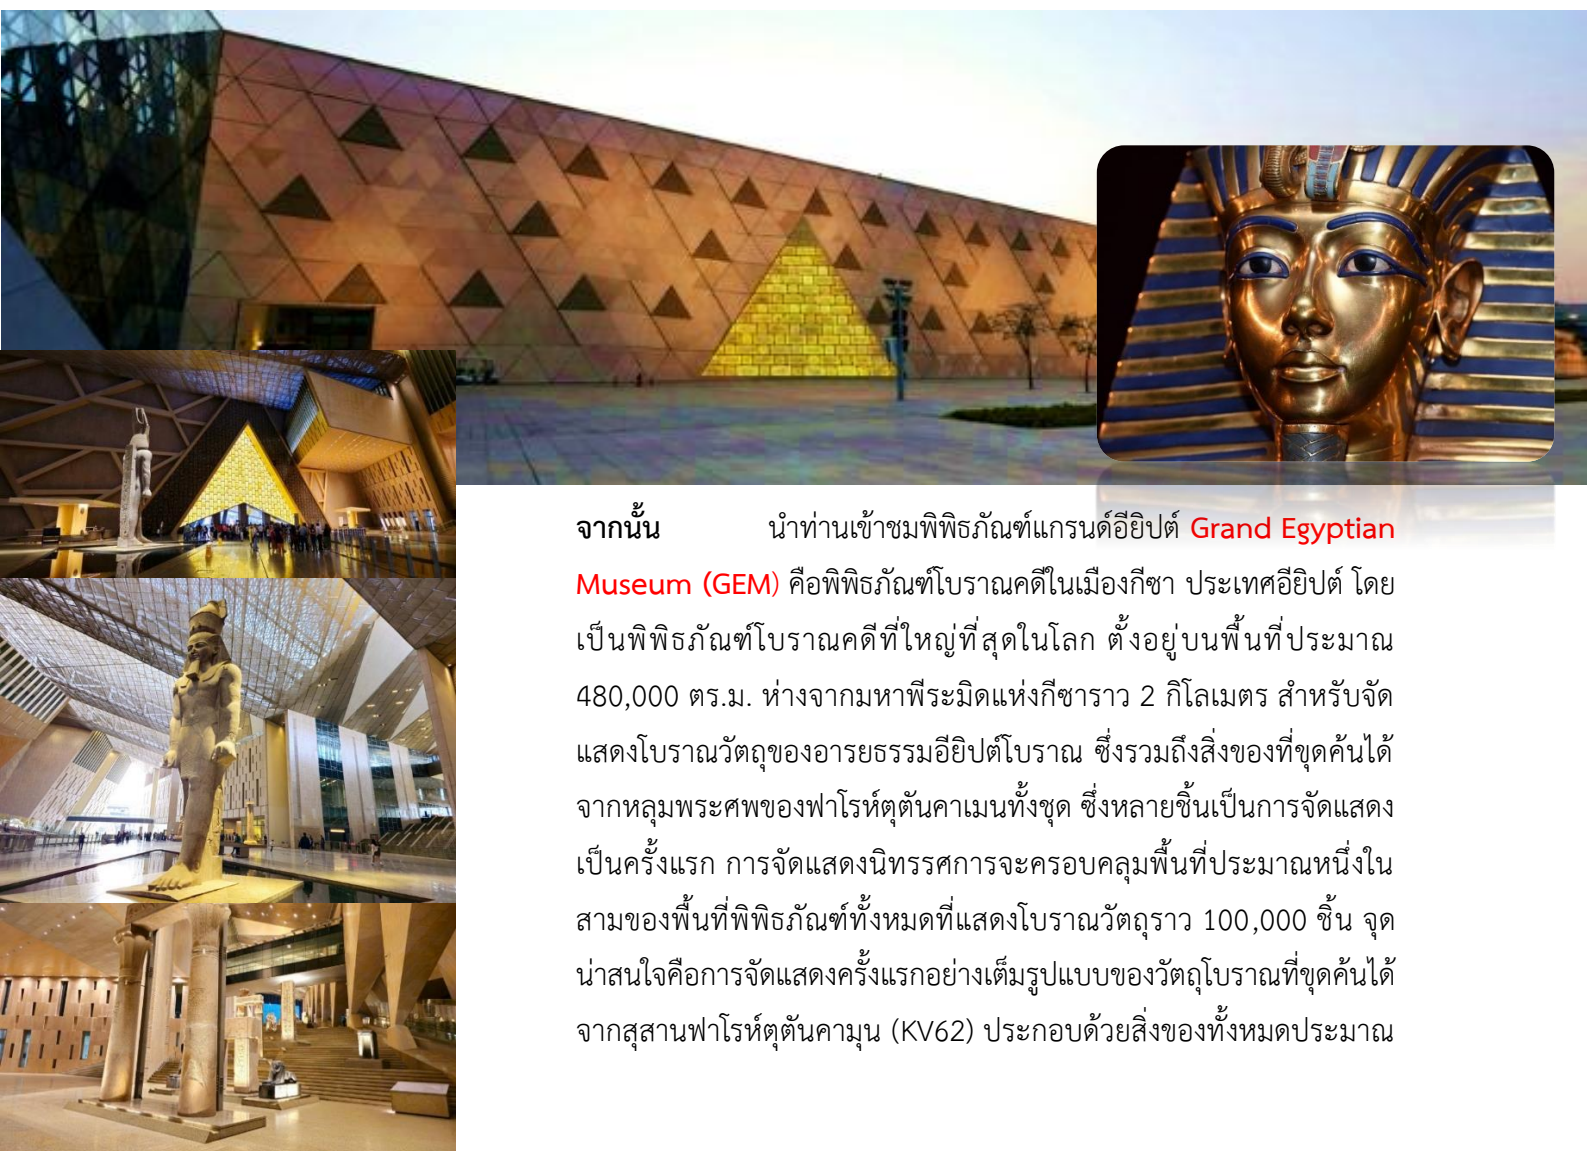 จากนั้น นำท่านเข้าชมพิพิธภัณฑ์แกรนด์อียิปต์ Grand Egyptian
Museum (GEM) คือพิพิธภัณฑ์โบราณคดีในเมืองกีซา ประเทศอียิปต์ โดย
เป็นพิพิธภัณฑ์โบราณคดีที่ใหญ่ที่สุดในโลก ตั้งอยู่บนพื้นที่ประมาณ
480,000 ตร.ม. ห่างจากมหาพีระมิดแห่งกีซาราว 2 กิโลเมตร สำหรับจัด
แสดงโบราณวัตถุของอารยธรรมอียิปต์โบราณ ซึ่งรวมถึงสิ่งของที่ขุดค้นได้
จากหลุมพระศพของฟาโรห์ตุตันคาเมนทั้งชุด ซึ่งหลายชิ้นเป็นการจัดแสดง
เป็นครั้งแรก การจัดแสดงนิทรรศการจะครอบคลุมพื้นที่ประมาณหนึ่งใน
สามของพื้นที่พิพิธภัณฑ์ทั้งหมดที่แสดงโบราณวัตถุราว 100,000 ชิ้น จุด
น่าสนใจคือการจัดแสดงครั้งแรกอย่างเต็มรูปแบบของวัตถุโบราณที่ขุดค้นได้
จากสุสานฟาโรห์ตุตันคามุน (KV62) ประกอบด้วยสิ่งของทั้งหมดประมาณ